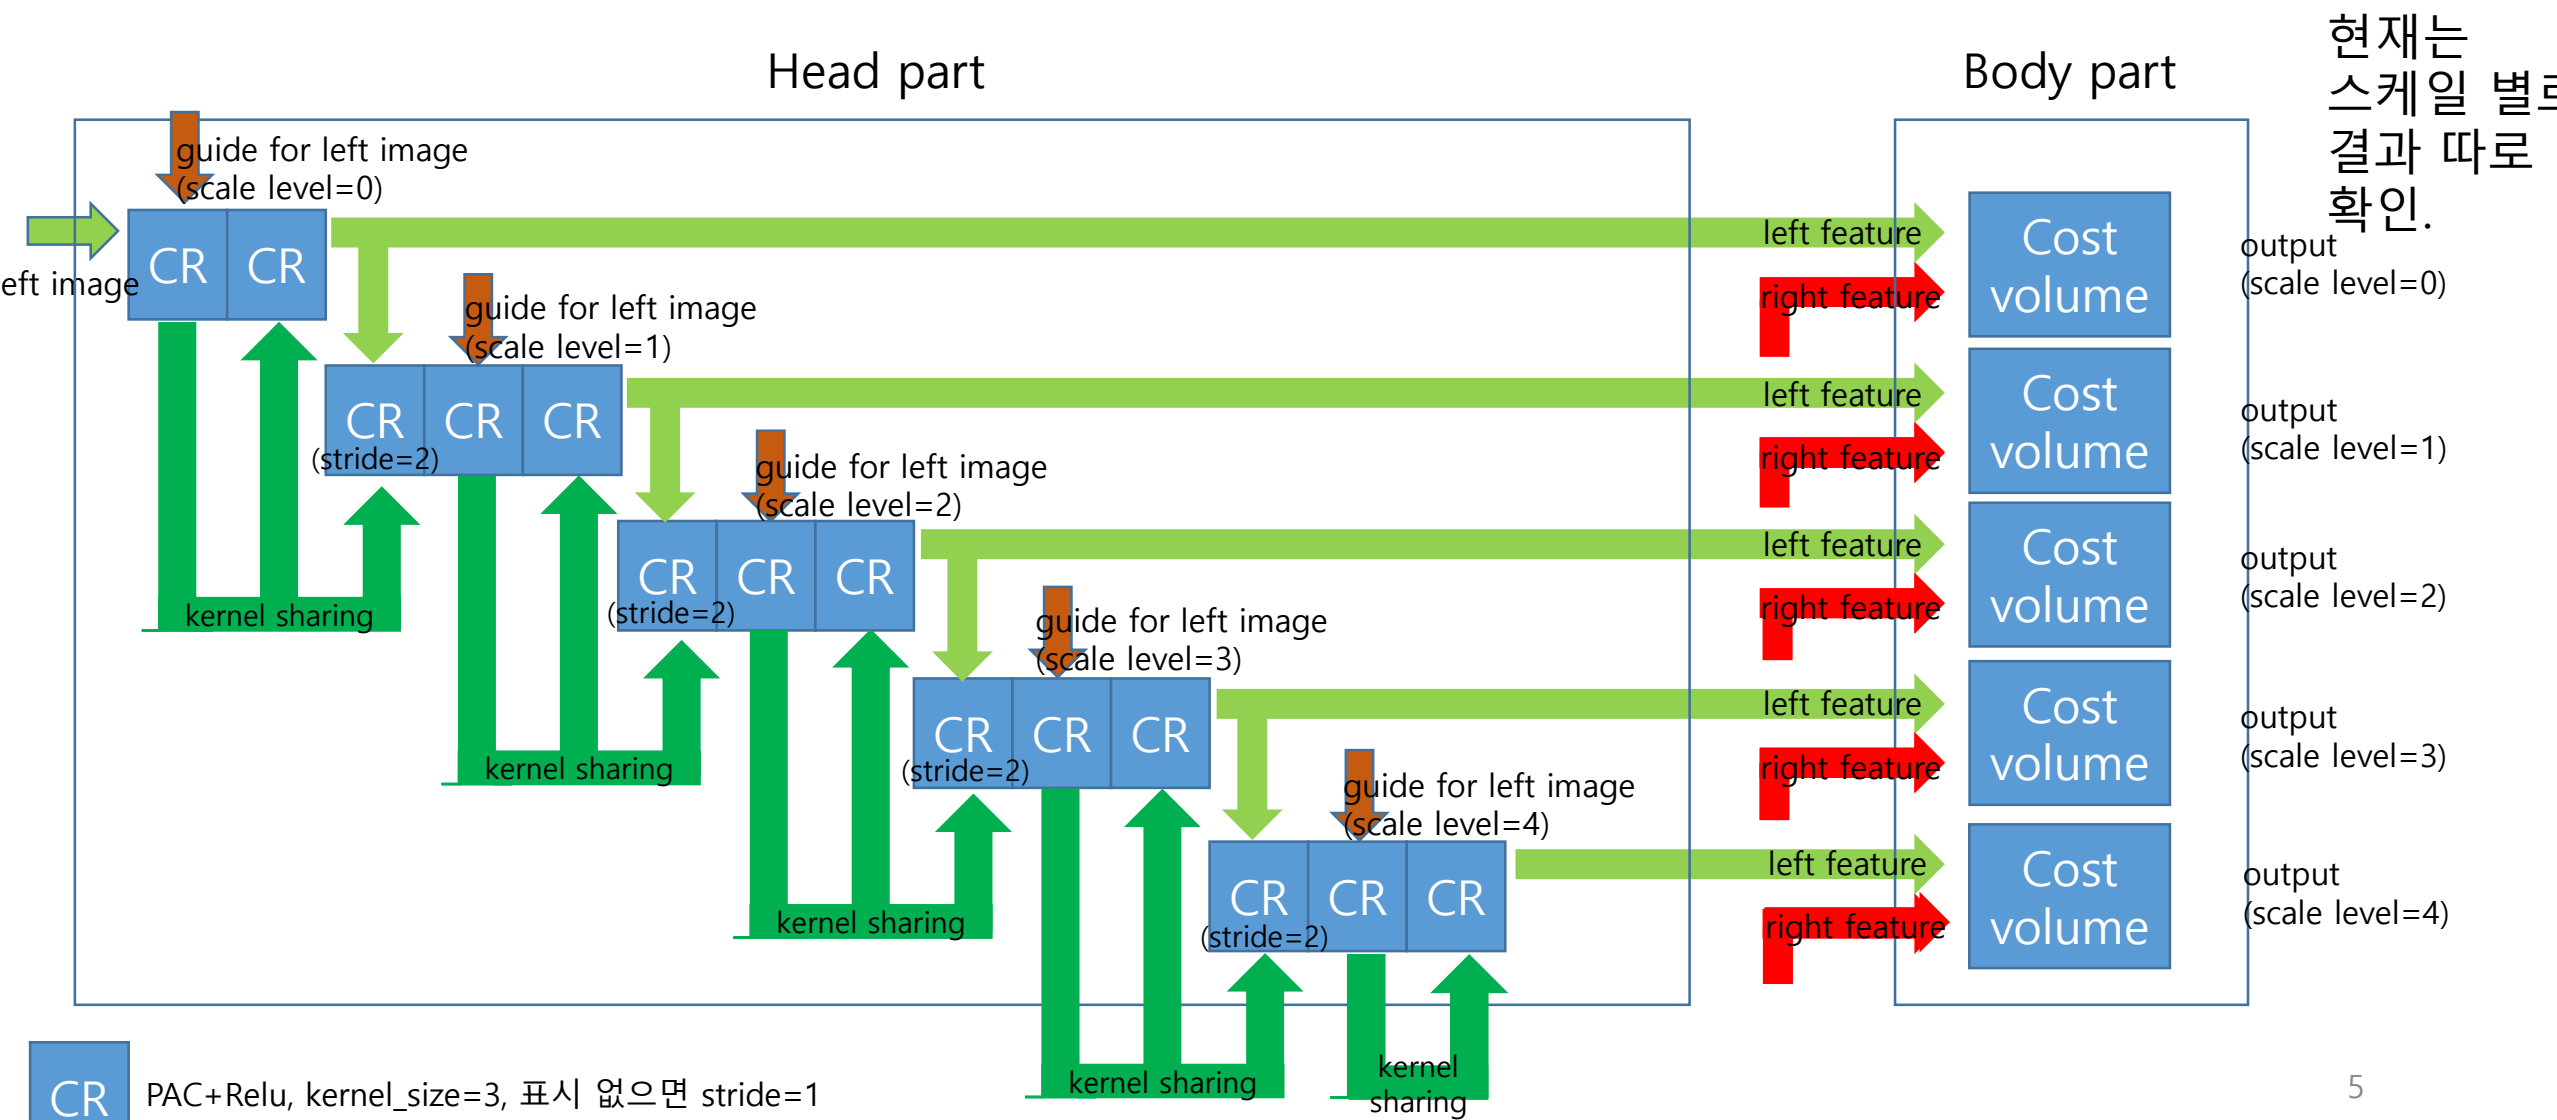 Head part
Body part
현재는
스케일 별로
결과 따로
확인.
guide for left image
(scale level=0)
eft image
CR
CR
left feature
right feature
Cost
volume
output
(scale level=0)
guide for left image
(scale level=1)
CR
(stride=2)
CR
CR
left feature
right feature
Cost
volume
output
(scale level=1)
kernel sharing
guide for left image
(scale level=2)
CR
(stride=2)
CR
CR
left feature
right feature
Cost
volume
output
(scale level=2)
kernel sharing
guide for left image
(scale level=3)
CR
(stride=2)
CR
CR
left feature
right feature
Cost
volume
output
(scale level=3)
kernel sharing
guide for left image
(scale level=4)
CR
(stride=2)
CR
CR
left feature
right feature
Cost
volume
output
(scale level=4)
kernel sharing
kernel
sharing
CR
PAC+Relu, kernel_size=3, 표시 없으면 stride=1
5